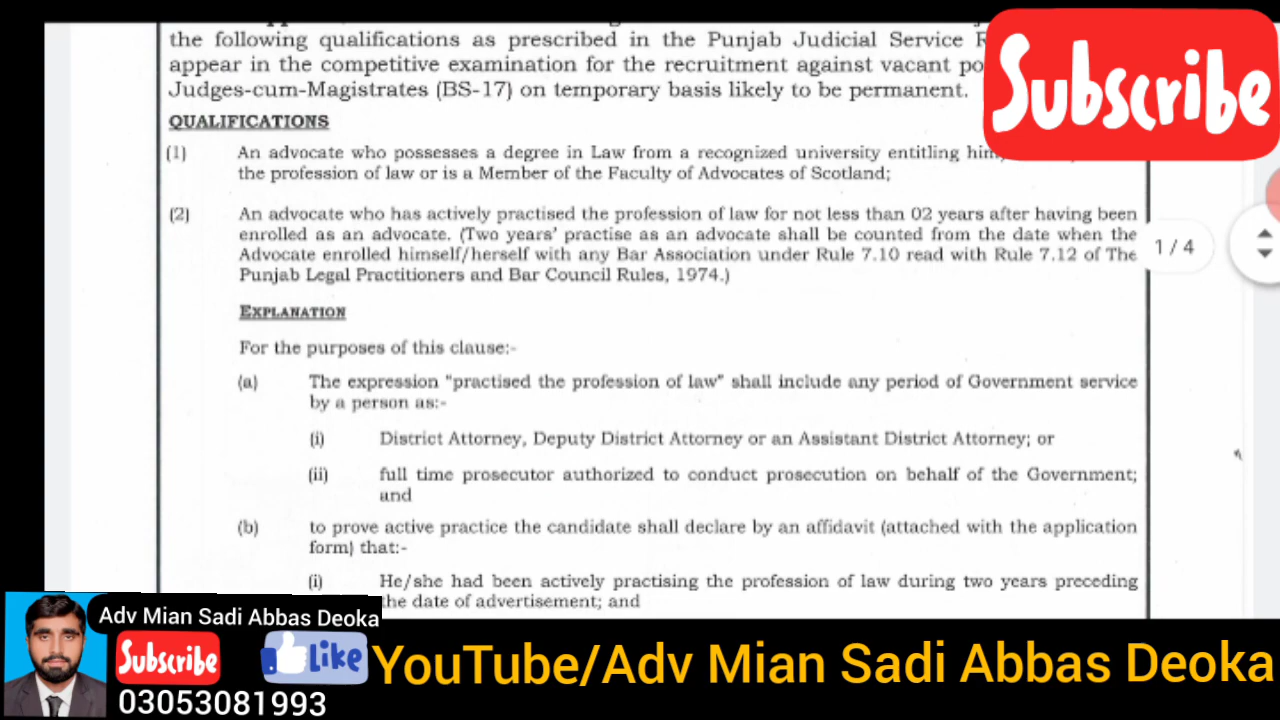 the following qualifications as prescribed in the Punjab Judicial Service
appear in the competitive examination for the recruitment against vacant
Judges-cum-Magistrates (BS-17) on temporary basis likely to be permanent.
Subscribe
QUALIFICATIONS
(1) An advocate who possesses a degree in Law from a recognized university entitling
the profession of law or is a Member of the Faculty of Advocates of Scotland;
(2) An advocate who has actively practised the profession of law for not less than 02 years after having been
enrolled as an advocate. (Two years' practise as an advocate shall be counted from the date when the
Advocate enrolled himself/herself with any Bar Association under Rule 7.10 read with Rule 7.12 of The
Punjab Legal Practitioners and Bar Council Rules, 1974.)
1 / 4
EXPLANATION
For the purposes of this clause:-
(a) The expression "practised the profession of law" shall include any period of Government service
by a person as:-
(i) District Attorney, Deputy District Attorney or an Assistant District Attorney; or
(ii) full time prosecutor authorized to conduct prosecution on behalf of the Government;
and
(b) to prove active practice the candidate shall declare by an affidavit (attached with the application
form) that:-
(i) He/she had been actively practising the profession of law during two years preceding
the date of advertisement; and
Adv Mian Sadi Abbas Deoka
Subscribe
Like
03053081993
YouTube/Adv Mian Sadi Abbas Deoka